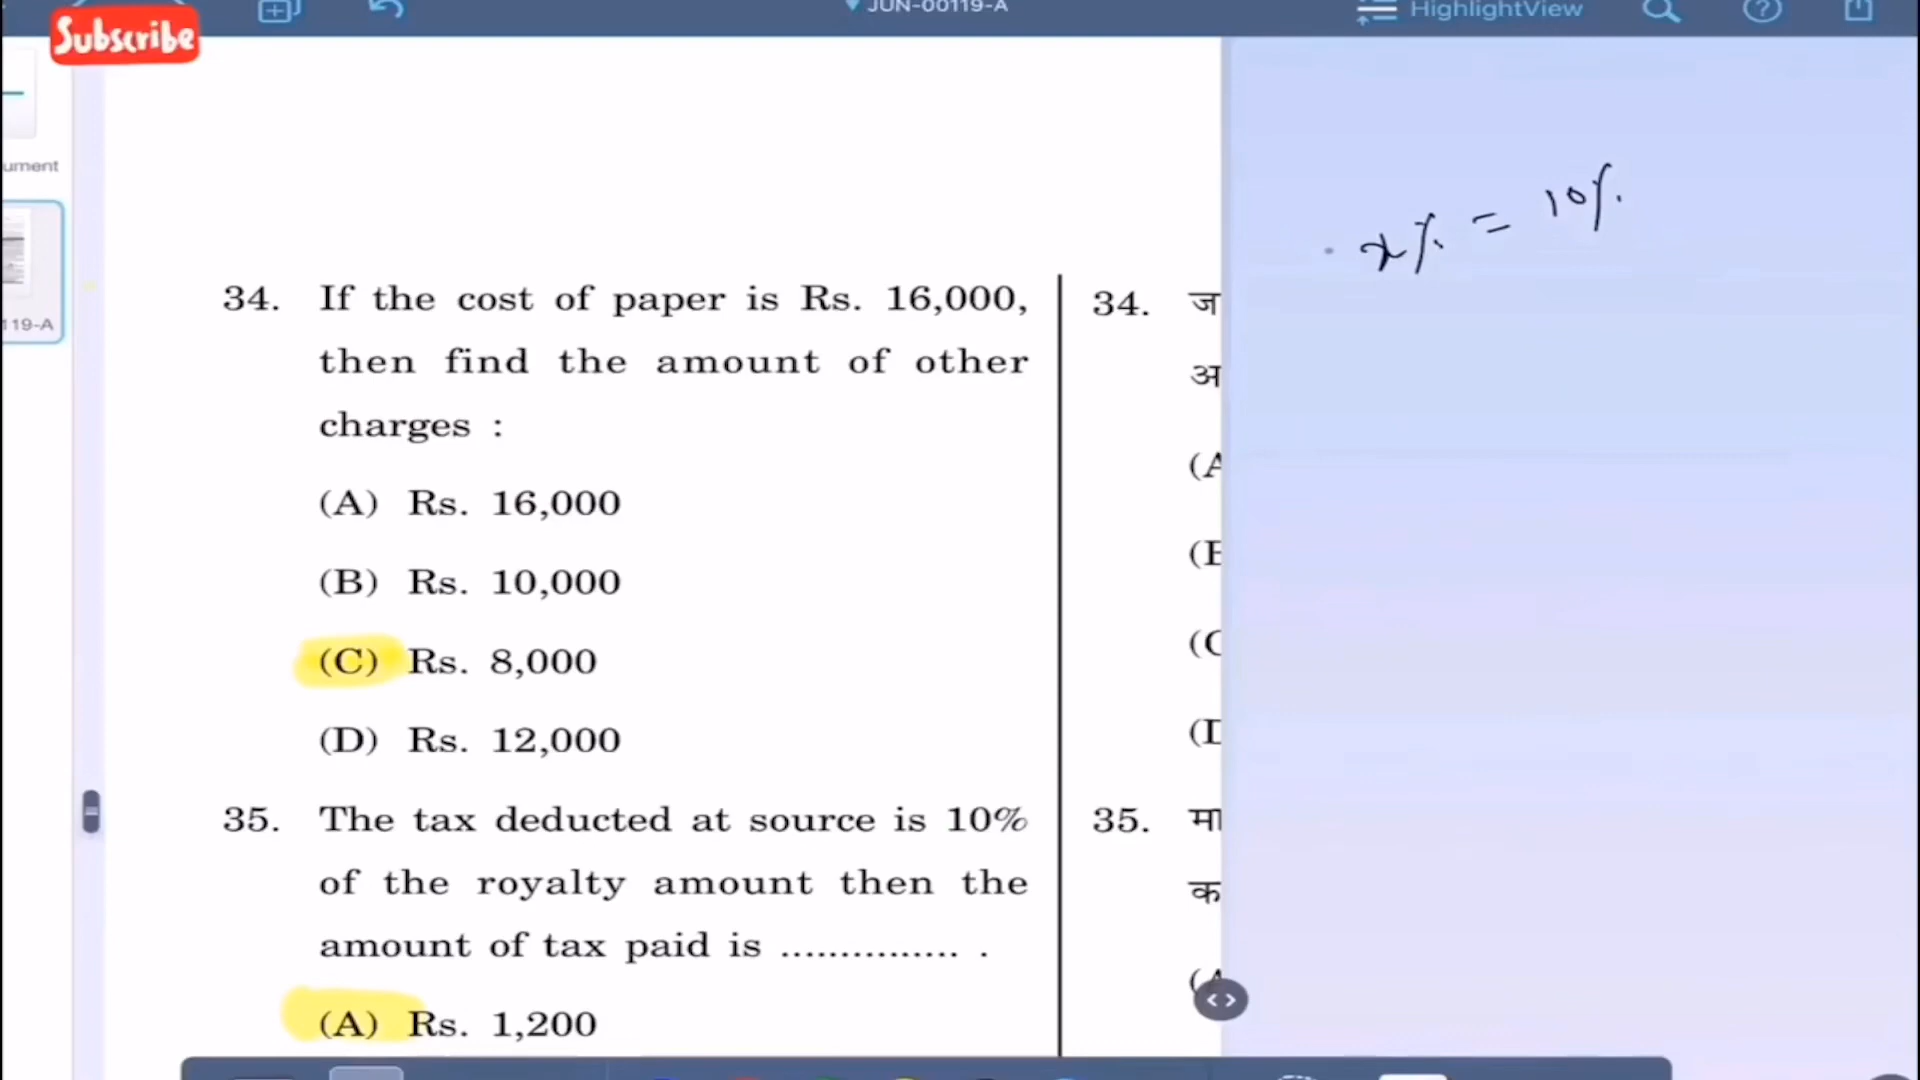 JUN-00119-A
HighlightView
Subscribe
ument
119-A
x% = 10%
34. If the cost of paper is Rs. 16,000,
then find the amount of other
charges :
(A) Rs. 16,000
(B) Rs. 10,000
(C) Rs. 8,000
(D) Rs. 12,000
35. The tax deducted at source is 10%
of the royalty amount then the
amount of tax paid is ............... .
(A) Rs. 1,200
34. ज
अ
(A
(B
(C
(D
35. मा
क
(A